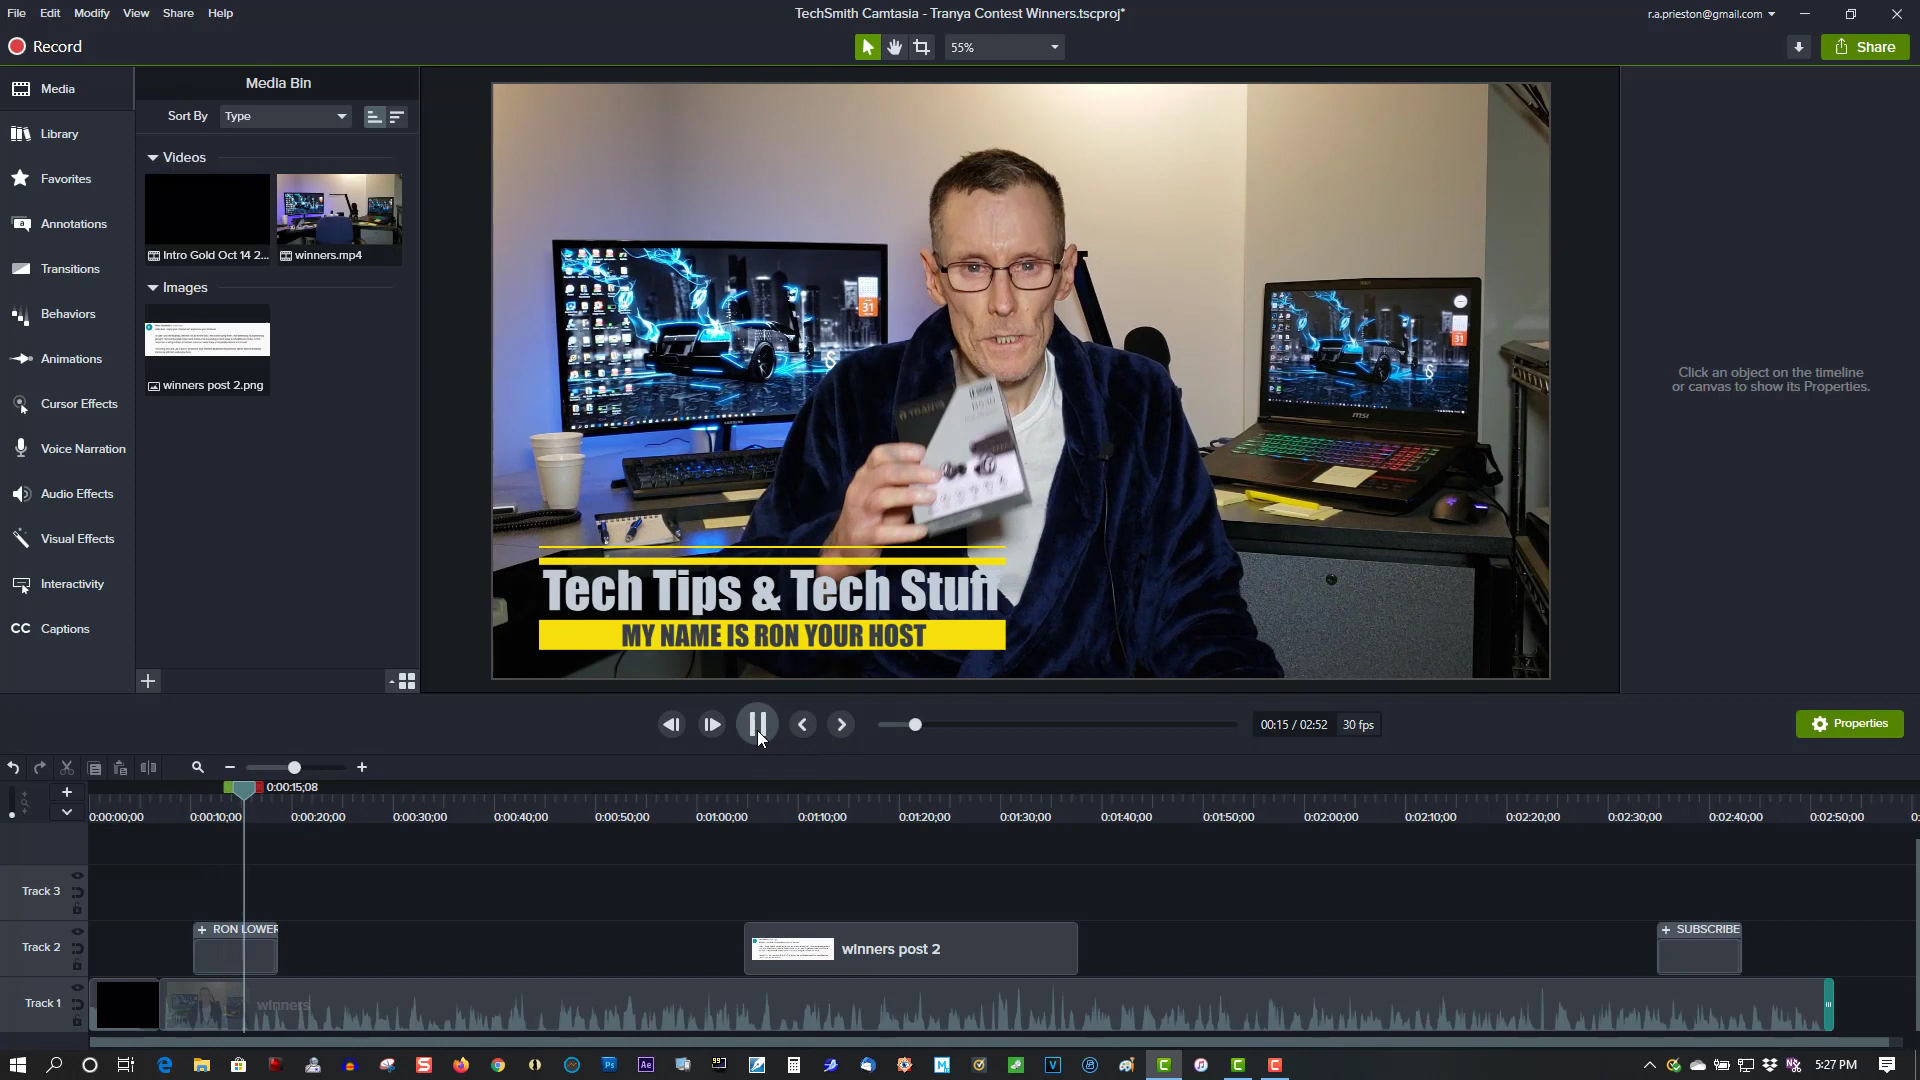 File Edit Modify View Share Help
TechSmith Camtasia - Tranya Contest Winners.tscproj*
r.a.prieston@gmail.com
Record
55%
Share
Media
Library
Favorites
Annotations
Transitions
Behaviors
Animations
Cursor Effects
Voice Narration
Audio Effects
Visual Effects
Interactivity
CC Captions
Media Bin
Sort By Type
Videos
Intro Gold Oct 14 2...
winners.mp4
Images
winners post 2.png
31
31
SAMSUNG
msi
TRANYA
Tech Tips & Tech Stuff
MY NAME IS RON YOUR HOST
Click an object on the timeline
or canvas to show its Properties.
00:15 / 02:52 30 fps
Properties
0:00:15;08
0:00:00;00 0:00:10;00 0:00:20;00 0:00:30;00 0:00:40;00 0:00:50;00 0:01:00;00 0:01:10;00 0:01:20;00 0:01:30;00 0:01:40;00 0:01:50;00 0:02:00;00 0:02:10;00 0:02:20;00 0:02:30;00 0:02:40;00 0:02:50;00 0:
Track 3
Track 2
+ RON LOWER
winners post 2
+ SUBSCRIBE
Track 1
winners
5:27 PM